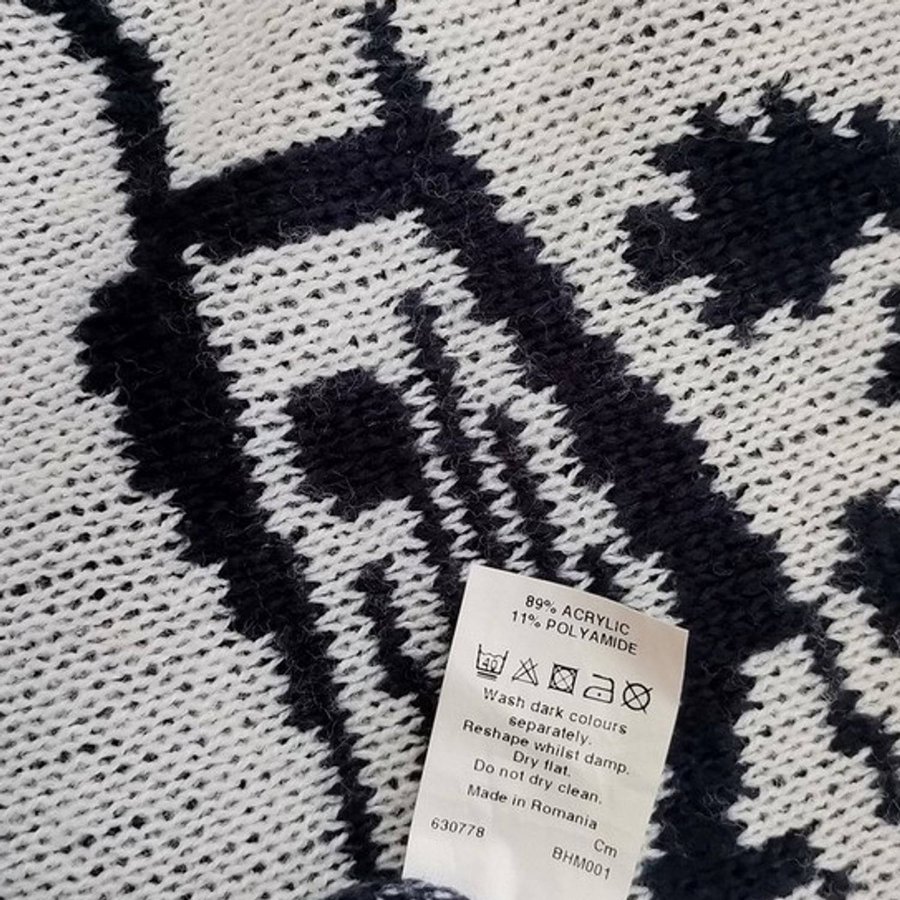 89% ACRYLIC
11% POLYAMIDE
40
Wash dark colours
separately.
Reshape whilst damp.
Dry flat.
Do not dry clean.
Made in Romania
630778
Cm
BHM001